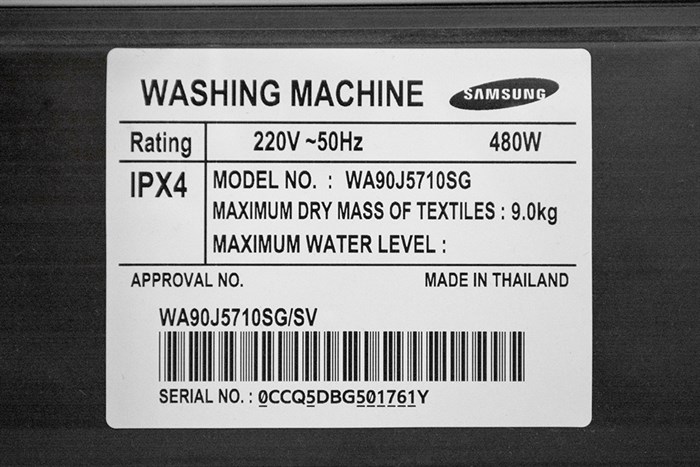 WASHING MACHINE SAMSUNG
Rating 220V ~50Hz 480W
IPX4 MODEL NO. : WA90J5710SG
MAXIMUM DRY MASS OF TEXTILES : 9.0kg
MAXIMUM WATER LEVEL :
APPROVAL NO. MADE IN THAILAND
WA90J5710SG/SV
SERIAL NO. : 0CCQ5DBG501761Y